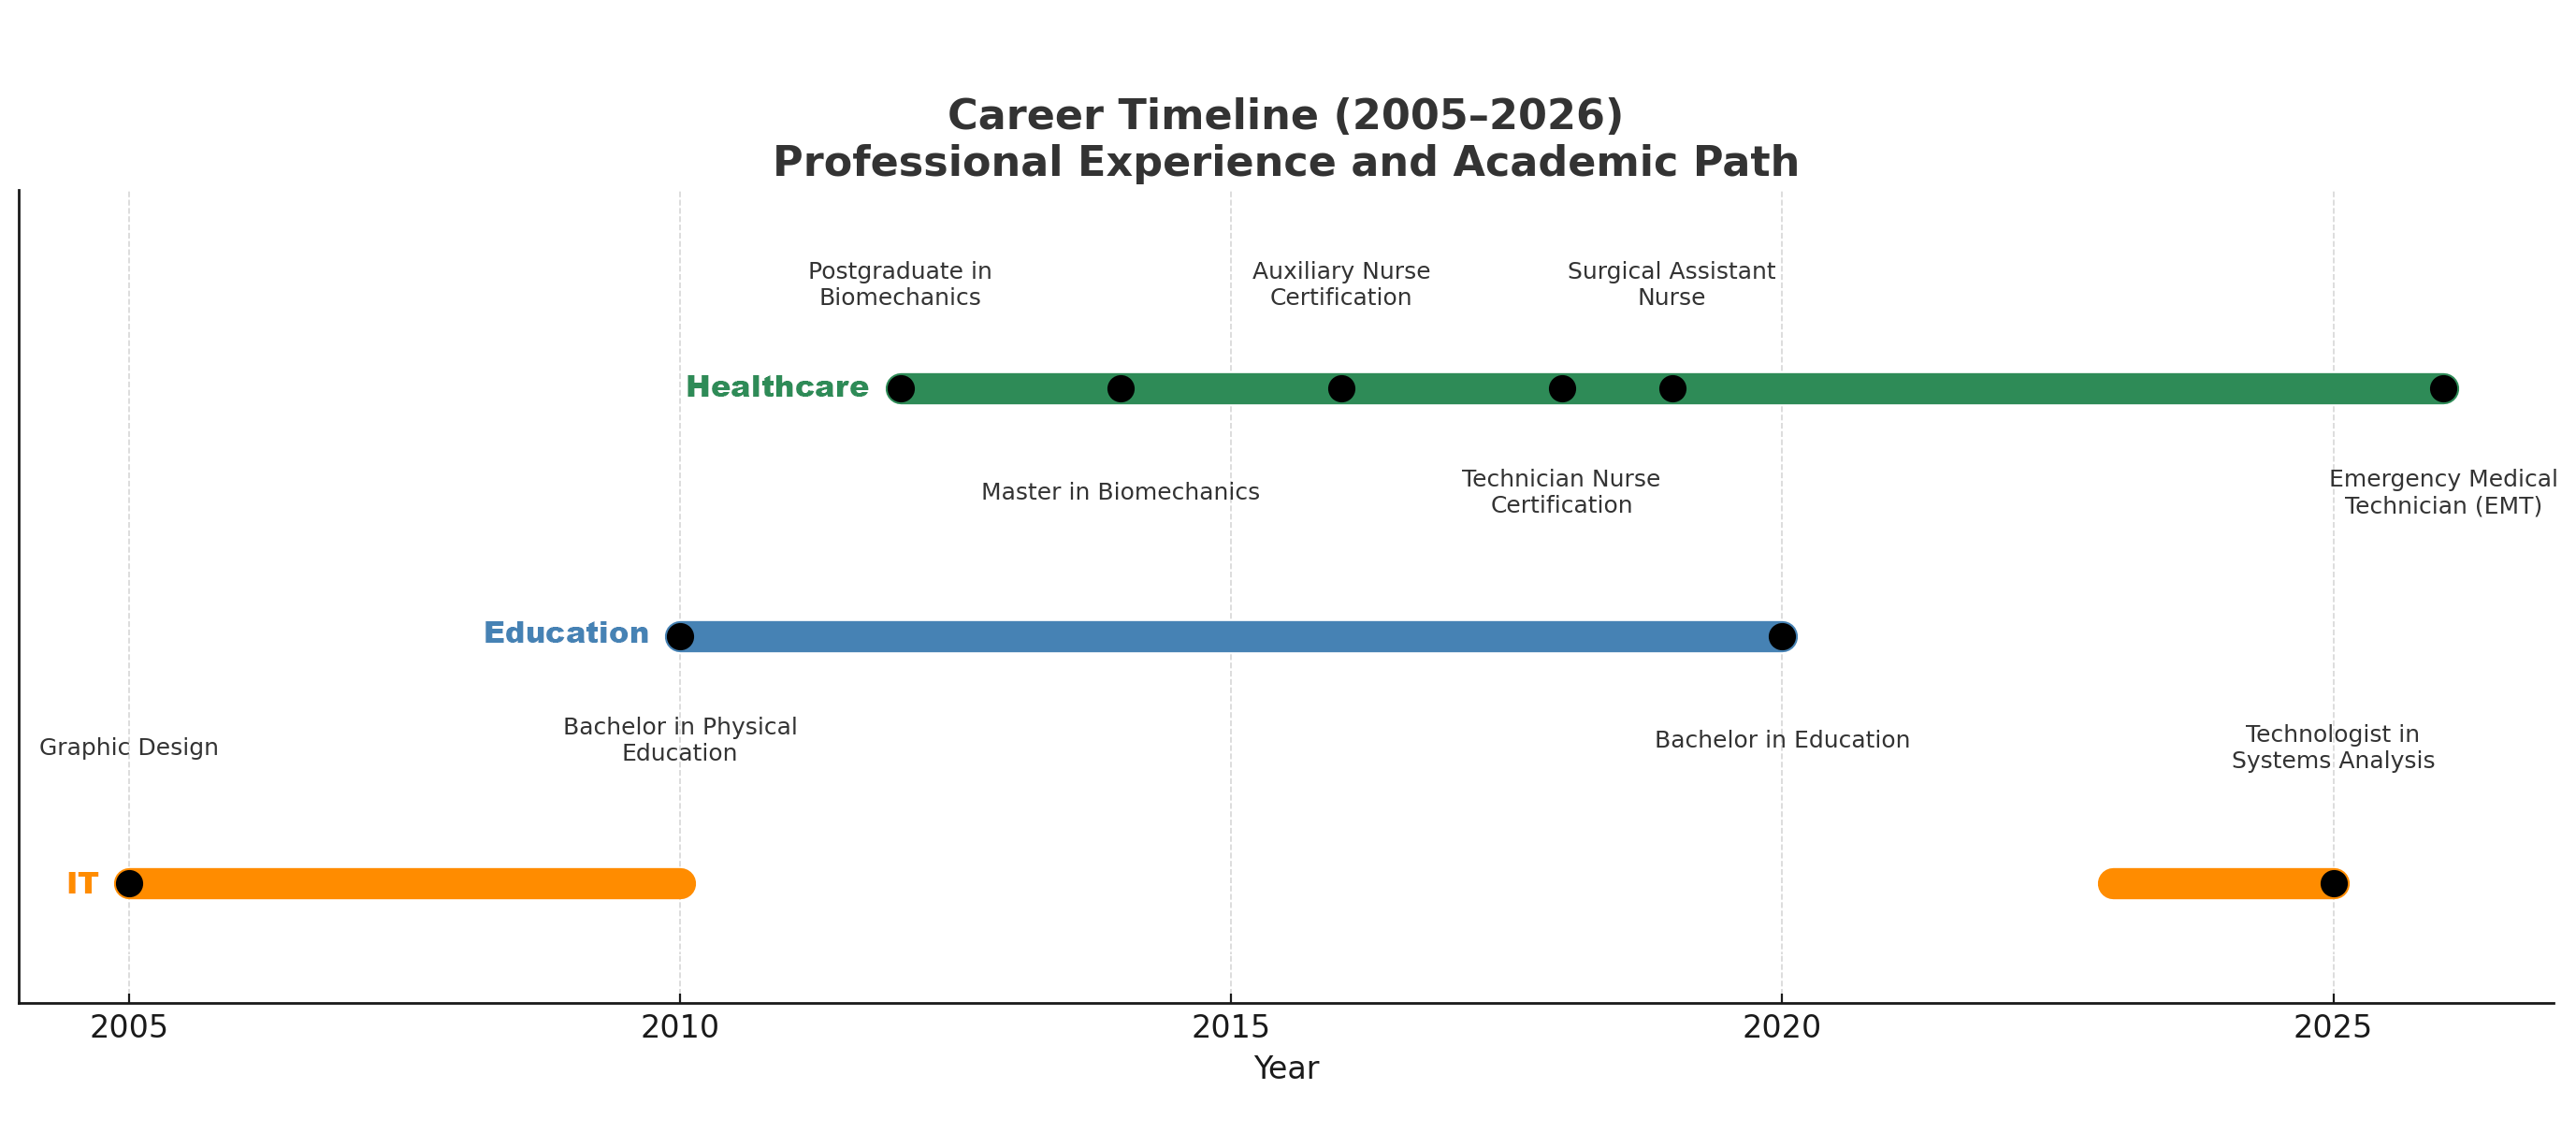 Career Timeline (2005–2026)
Professional Experience and Academic Path
Postgraduate in
Biomechanics
Auxiliary Nurse
Certification
Surgical Assistant
Nurse
Healthcare
Master in Biomechanics
Technician Nurse
Certification
Emergency Medical
Technician (EMT)
Education
Graphic Design
Bachelor in Physical
Education
Bachelor in Education
Technologist in
Systems Analysis
IT
2005
2010
2015
2020
2025
Year